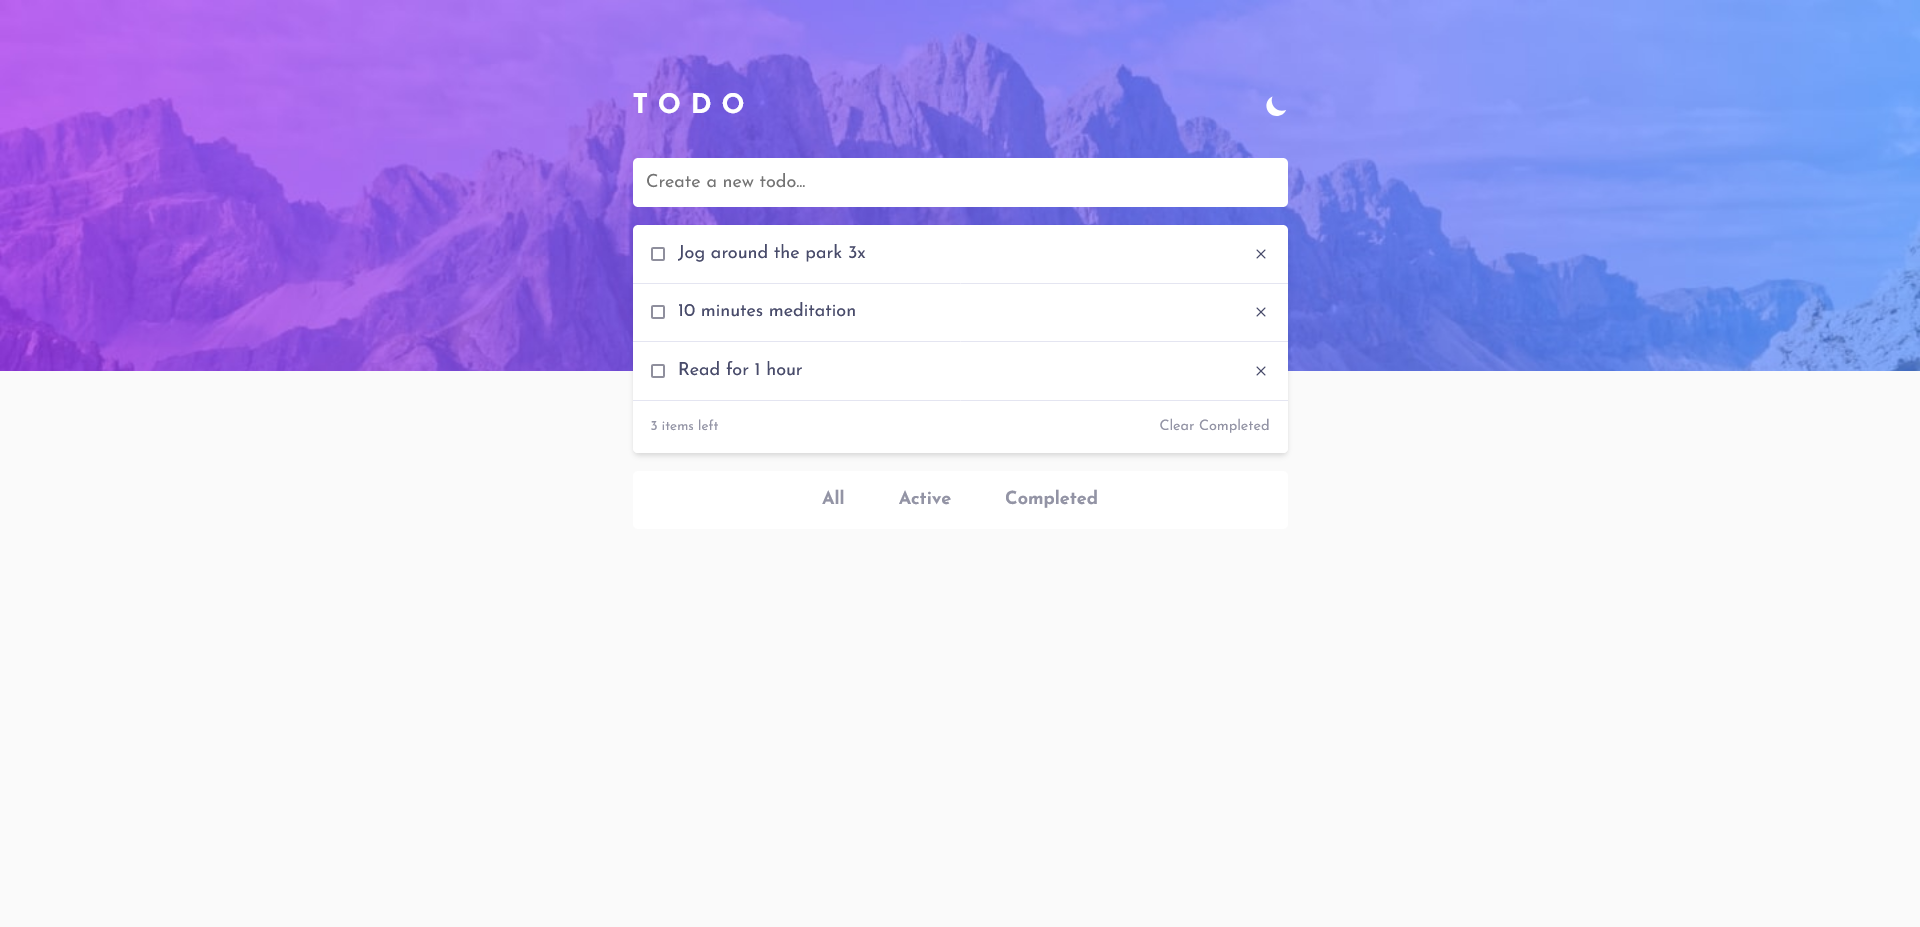 TODO
Create a new todo...
Jog around the park 3x
10 minutes meditation
Read for 1 hour
3 items left Clear Completed
All Active Completed